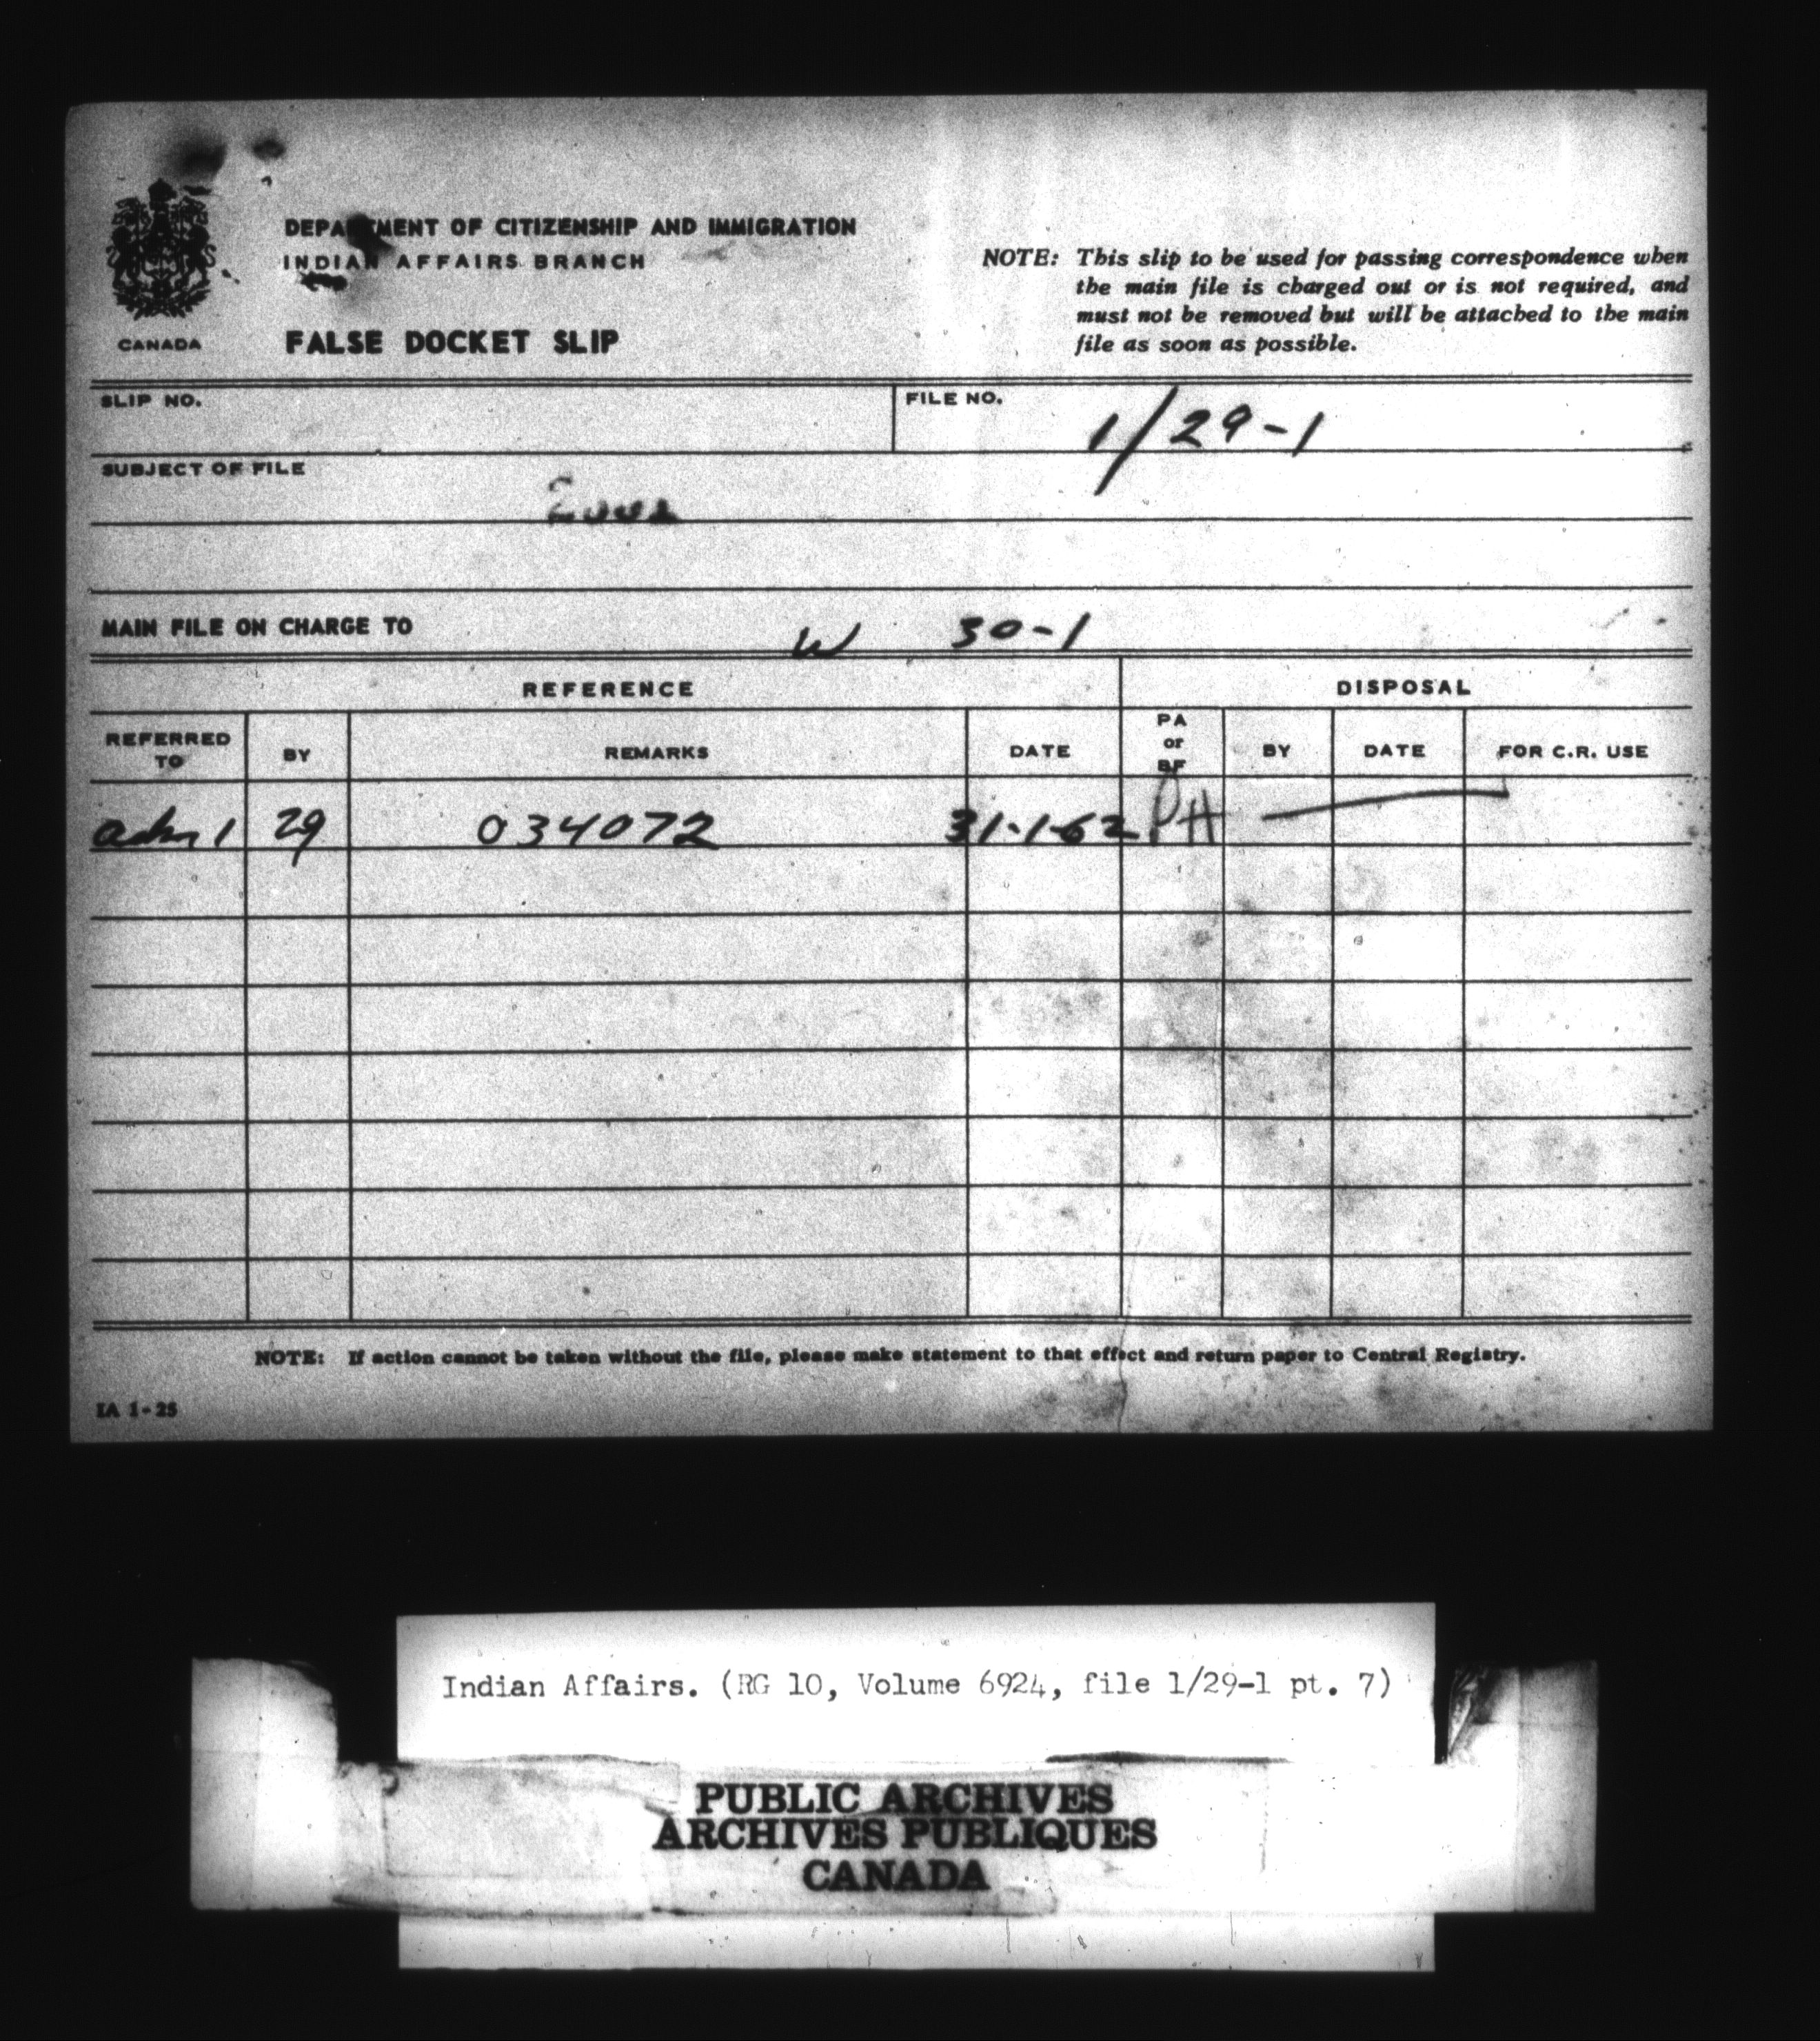 DEPARTMENT OF CITIZENSHIP AND IMMIGRATION
INDIAN AFFAIRS BRANCH
CANADA
FALSE DOCKET SLIP
NOTE: This slip to be used for passing correspondence when
the main file is charged out or is not required, and
must not be removed but will be attached to the main
file as soon as possible.
SLIP NO.
FILE NO. 1/29-1
SUBJECT OF FILE
MAIN FILE ON CHARGE TO W 30-1
REFERENCE DISPOSAL
REFERRED TO BY REMARKS DATE PA or BF BY DATE FOR C.R. USE
29 034072 31-1-62 PA
NOTE: If action cannot be taken without the file, please make statement to that effect and return paper to Central Registry.
IA 1-25
Indian Affairs. (RG 10, Volume 6924, file 1/29-1 pt. 7)
PUBLIC ARCHIVES
ARCHIVES PUBLIQUES
CANADA